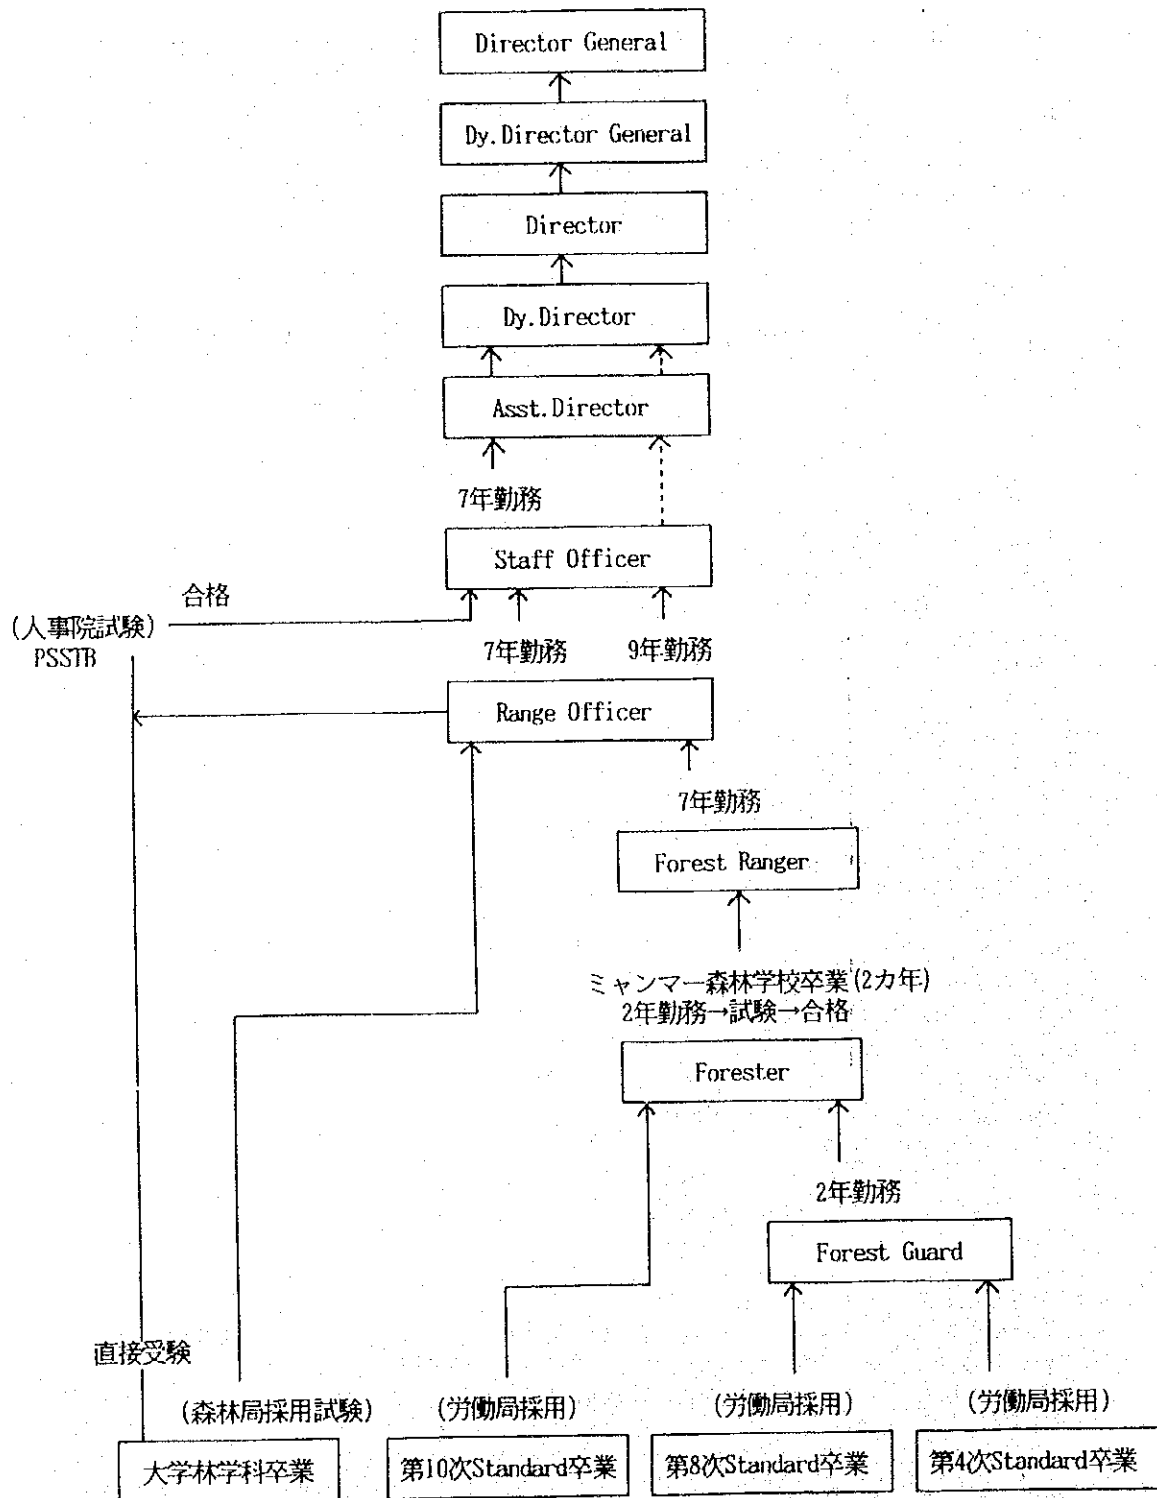 Director General
Dy.Director General
Director
Dy.Director
Asst.Director
7年勤務
Staff Officer
合格
(人事院試験)
PSSTB
7年勤務 9年勤務
Range Officer
7年勤務
Forest Ranger
ミャンマー森林学校卒業(2カ年)
2年勤務→試験→合格
Forester
2年勤務
Forest Guard
直接受験
(森林局採用試験) (労働局採用) (労働局採用) (労働局採用)
大学林学科卒業 第10次Standard卒業 第8次Standard卒業 第4次Standard卒業